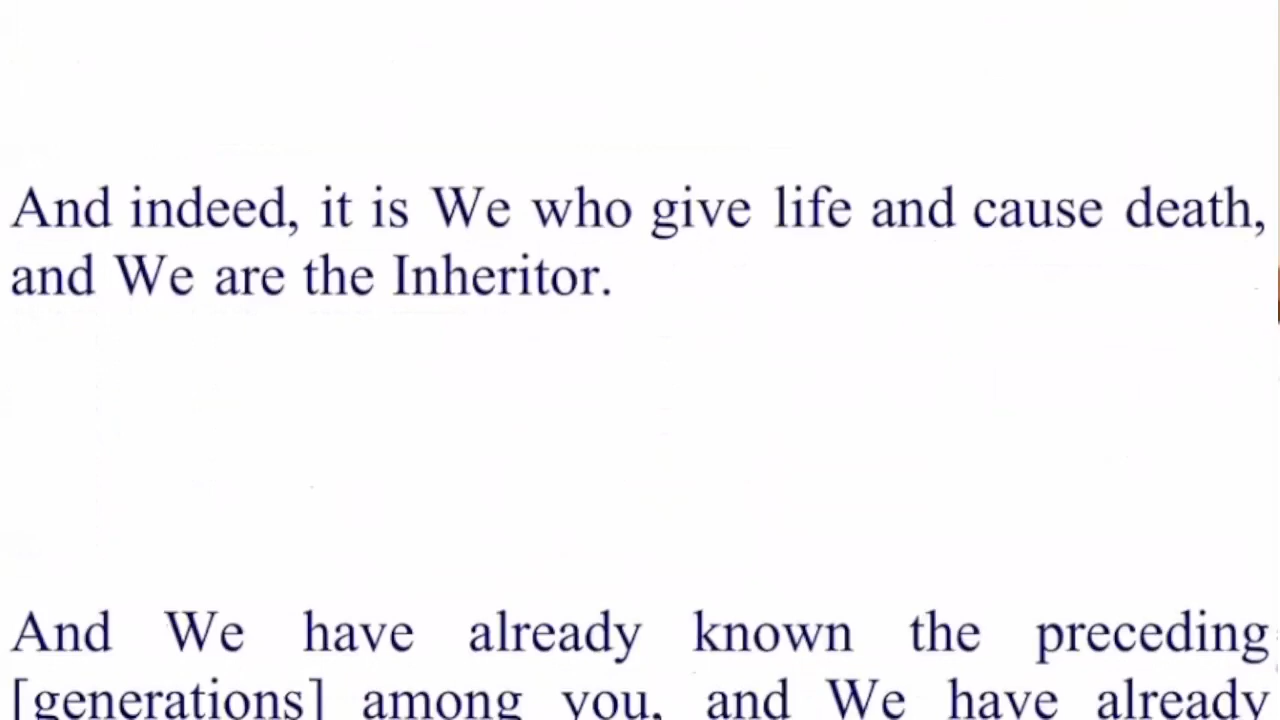 And indeed, it is We who give life and cause death,
and We are the Inheritor.
And We have already known the preceding
[generations] among you, and We have already